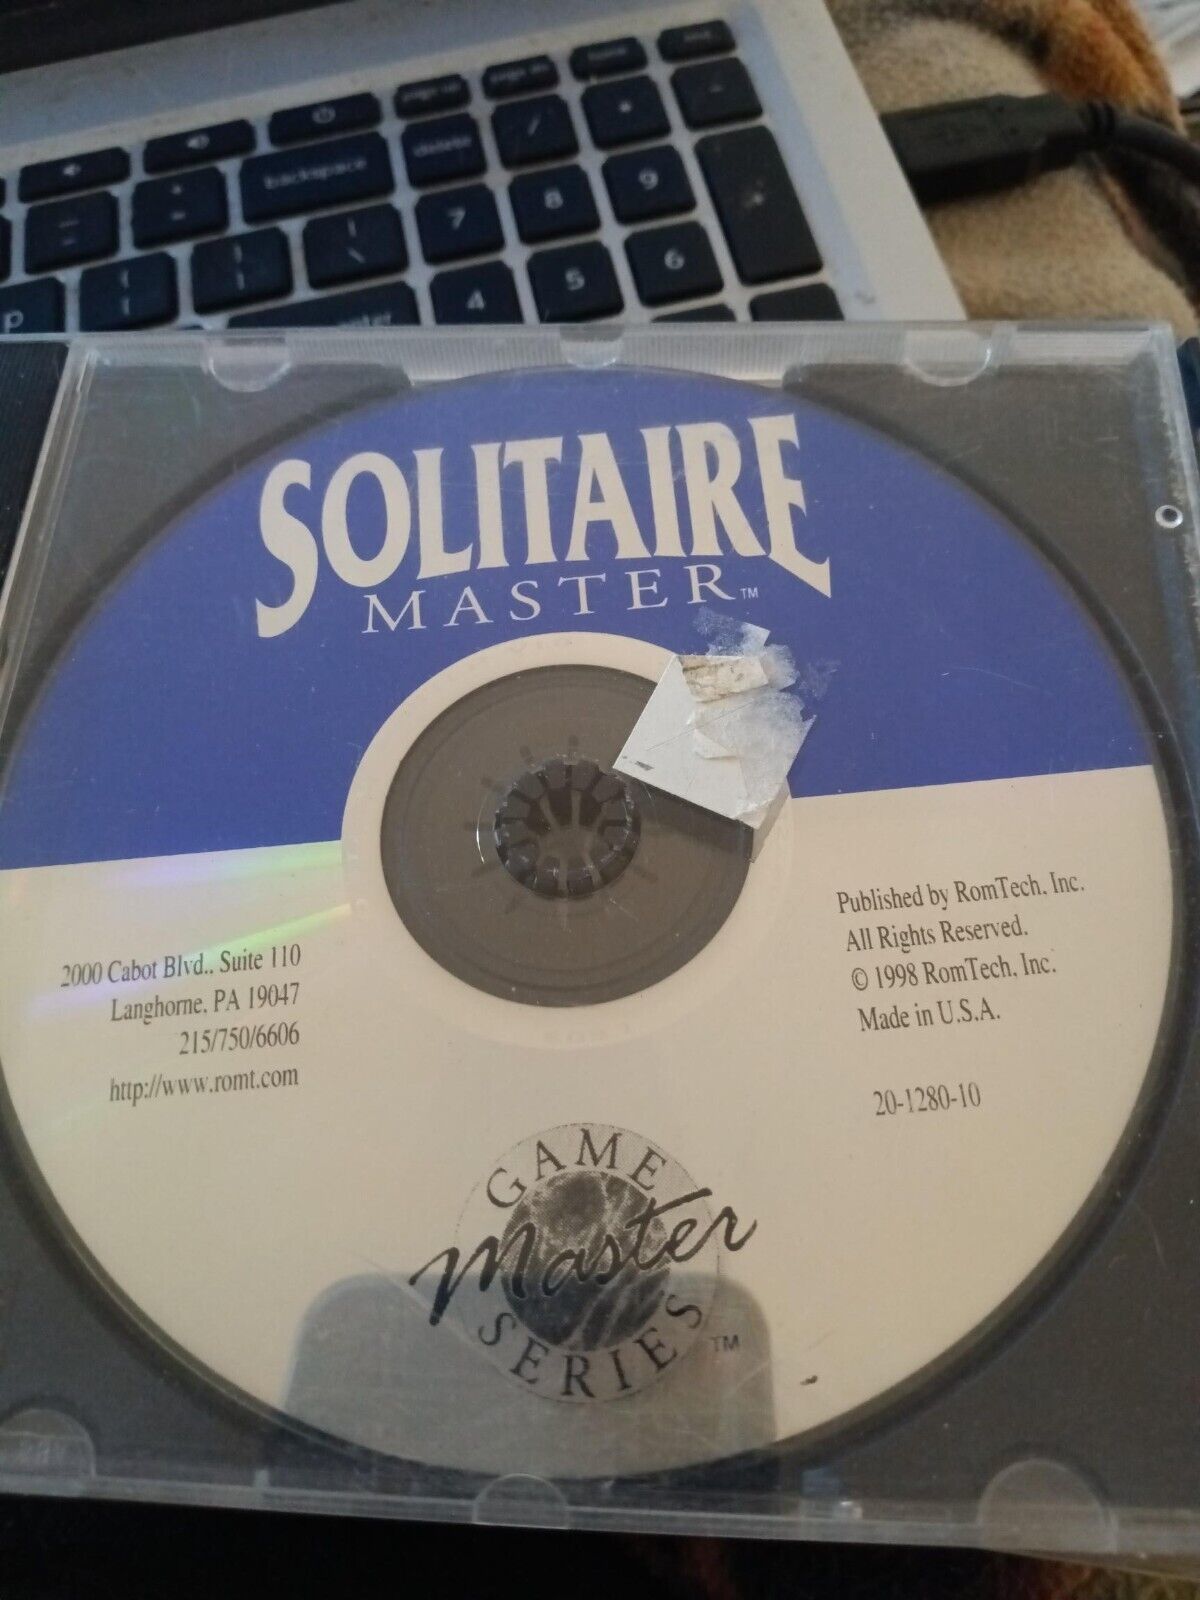 backspace
delete
/
*
-
7
8
9
+
4
5
6
p
SOLITAIRE
MASTER™
2000 Cabot Blvd., Suite 110
Langhorne, PA 19047
215/750/6606
http://www.romt.com
Published by RomTech, Inc.
All Rights Reserved.
© 1998 RomTech, Inc.
Made in U.S.A.
20-1280-10
GAME
Master
SERIES™